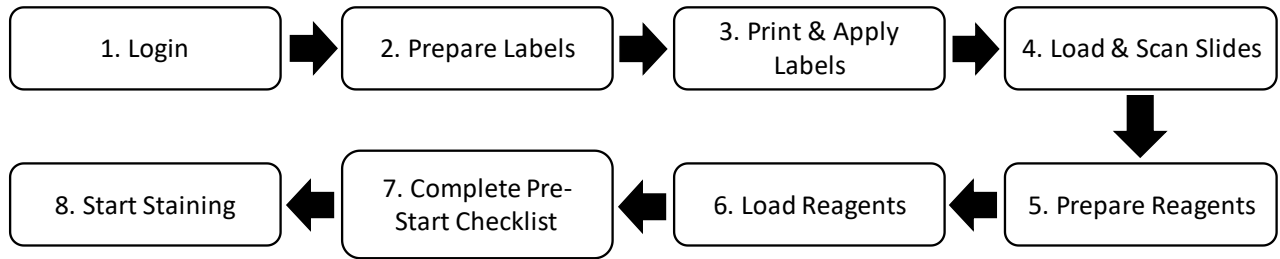 1. Login
2. Prepare Labels
3. Print & Apply
Labels
4. Load & Scan Slides
5. Prepare Reagents
6. Load Reagents
7. Complete Pre-
Start Checklist
8. Start Staining